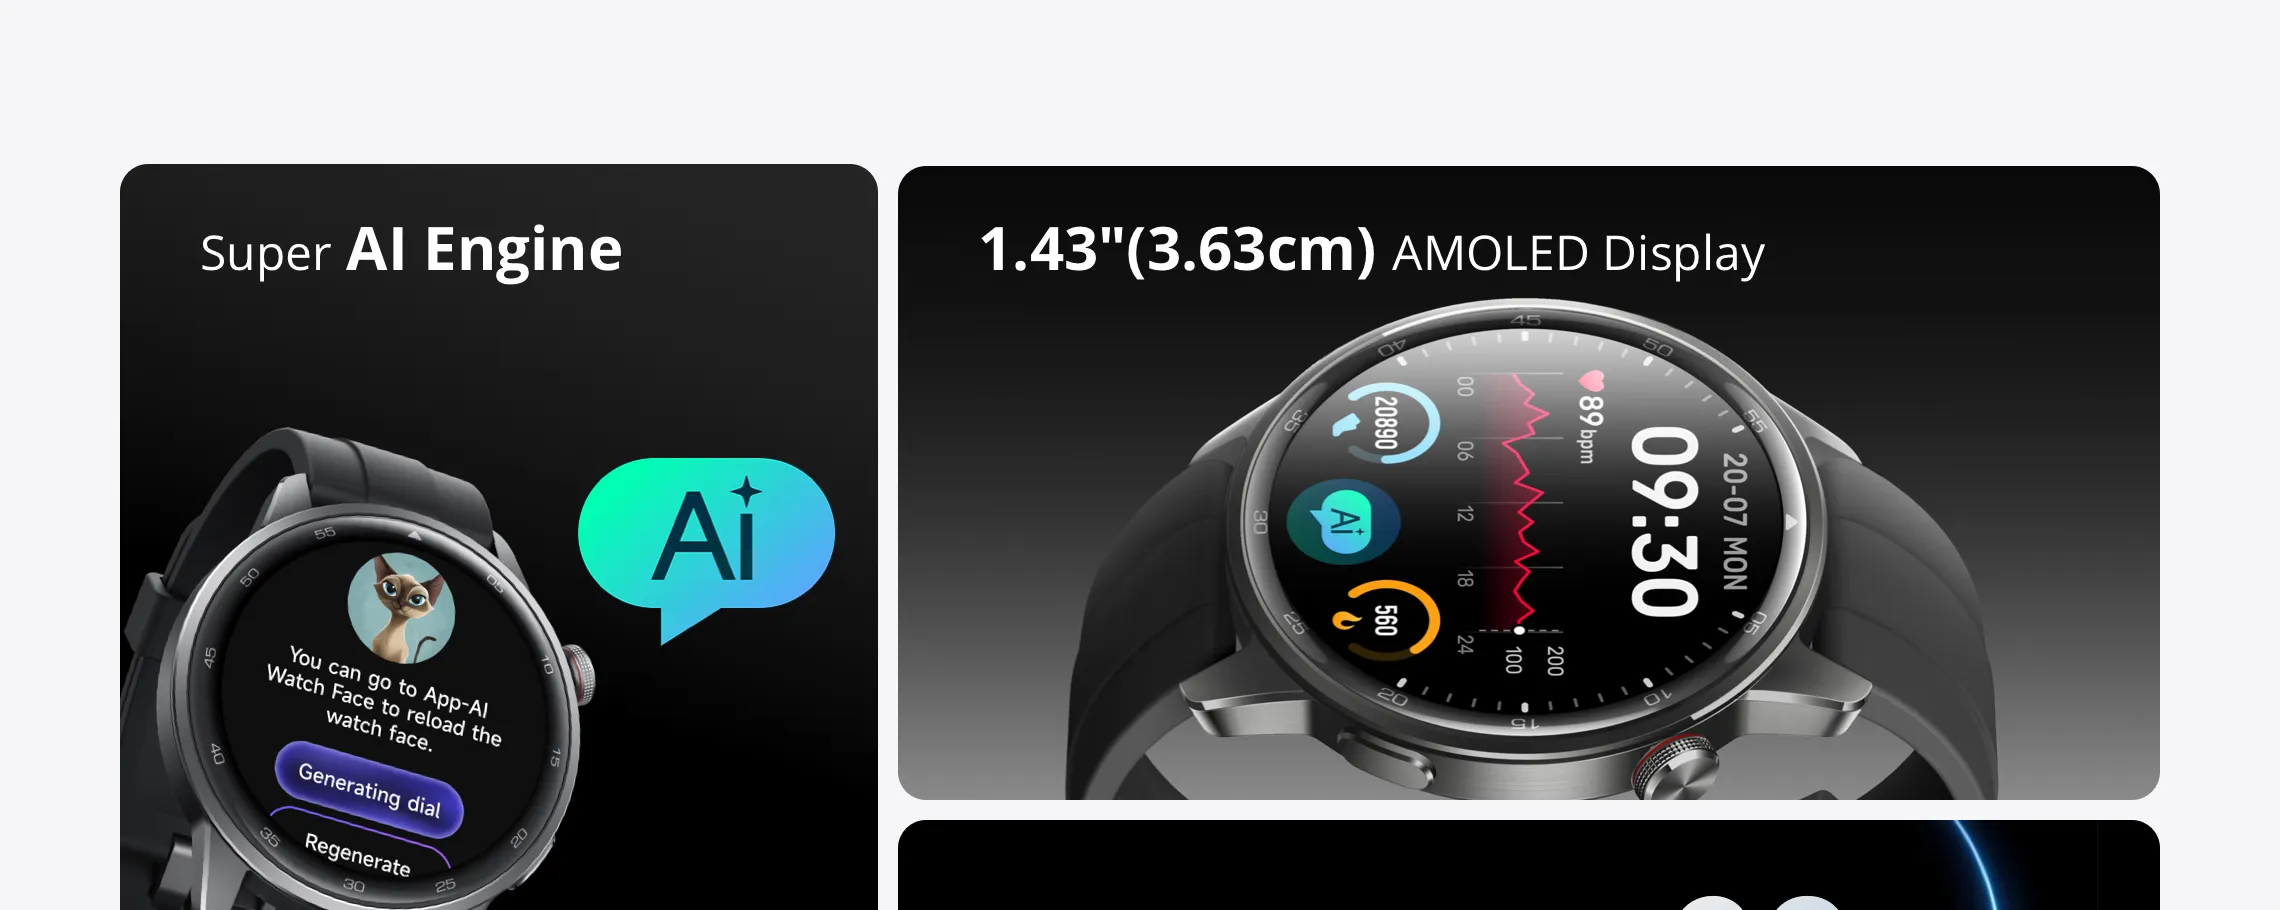 Super AI Engine
1.43"(3.63cm) AMOLED Display
Ai
You can go to App-AI
Watch Face to reload the
watch face.
Generating dial
Regenerate
55
50
45
40
35
30
25
20
15
10
05
20-07 MON
09:30
89 bpm
200
100
00
06
12
18
24
20890
Ai
560
45
50
55
05
10
15
20
25
30
35
40